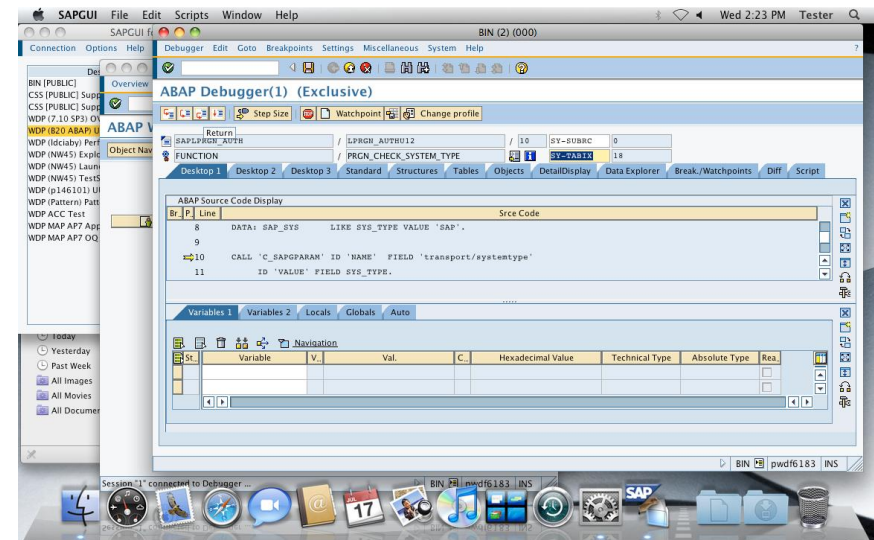 SAPGUI File Edit Scripts Window Help
Wed 2:23 PM Tester
SAPGUI f
BIN (2) (000)
Connection Options Help
Debugger Edit Goto Breakpoints Settings Miscellaneous System Help ?
BIN [PUBLIC]
CSS [PUBLIC] Supp
CSS [PUBLIC] Supp
WDP (7.10 SP3) O
WDP (B20 ABAP) U
WDP (Idciaby) Perf
WDP (NW45) Explo
WDP (NW45) Laun
WDP (NW45) TestS
WDP (p146101) UI
WDP (Pattern) Patt
WDP ACC Test
WDP MAP AP7 App
WDP MAP AP7 OQ
Overview
ABAP W
Object Nav
Today
Yesterday
Past Week
All Images
All Movies
All Documen
ABAP Debugger(1) (Exclusive)
Step Size Watchpoint Change profile
Return
SAPLPRGN_AUTH / LPRGN_AUTHU12 / 10 SY-SUBRC 0
FUNCTION / PRGN_CHECK_SYSTEM_TYPE SY-TABIX 18
Desktop 1 Desktop 2 Desktop 3 Standard Structures Tables Objects DetailDisplay Data Explorer Break./Watchpoints Diff Script
ABAP Source Code Display
Br.. P.. Line Srce Code
8 DATA: SAP_SYS LIKE SYS_TYPE VALUE 'SAP'.
9
10 CALL 'C_SAPGPARAM' ID 'NAME' FIELD 'transport/systemtype'
11 ID 'VALUE' FIELD SYS_TYPE.
Variables 1 Variables 2 Locals Globals Auto
Navigation
St.. Variable V.. Val. C.. Hexadecimal Value Technical Type Absolute Type Rea..
BIN pwdf6183 INS
Session "1" connected to Debugger ...
BIN pwdf6183 INS
17
SAP